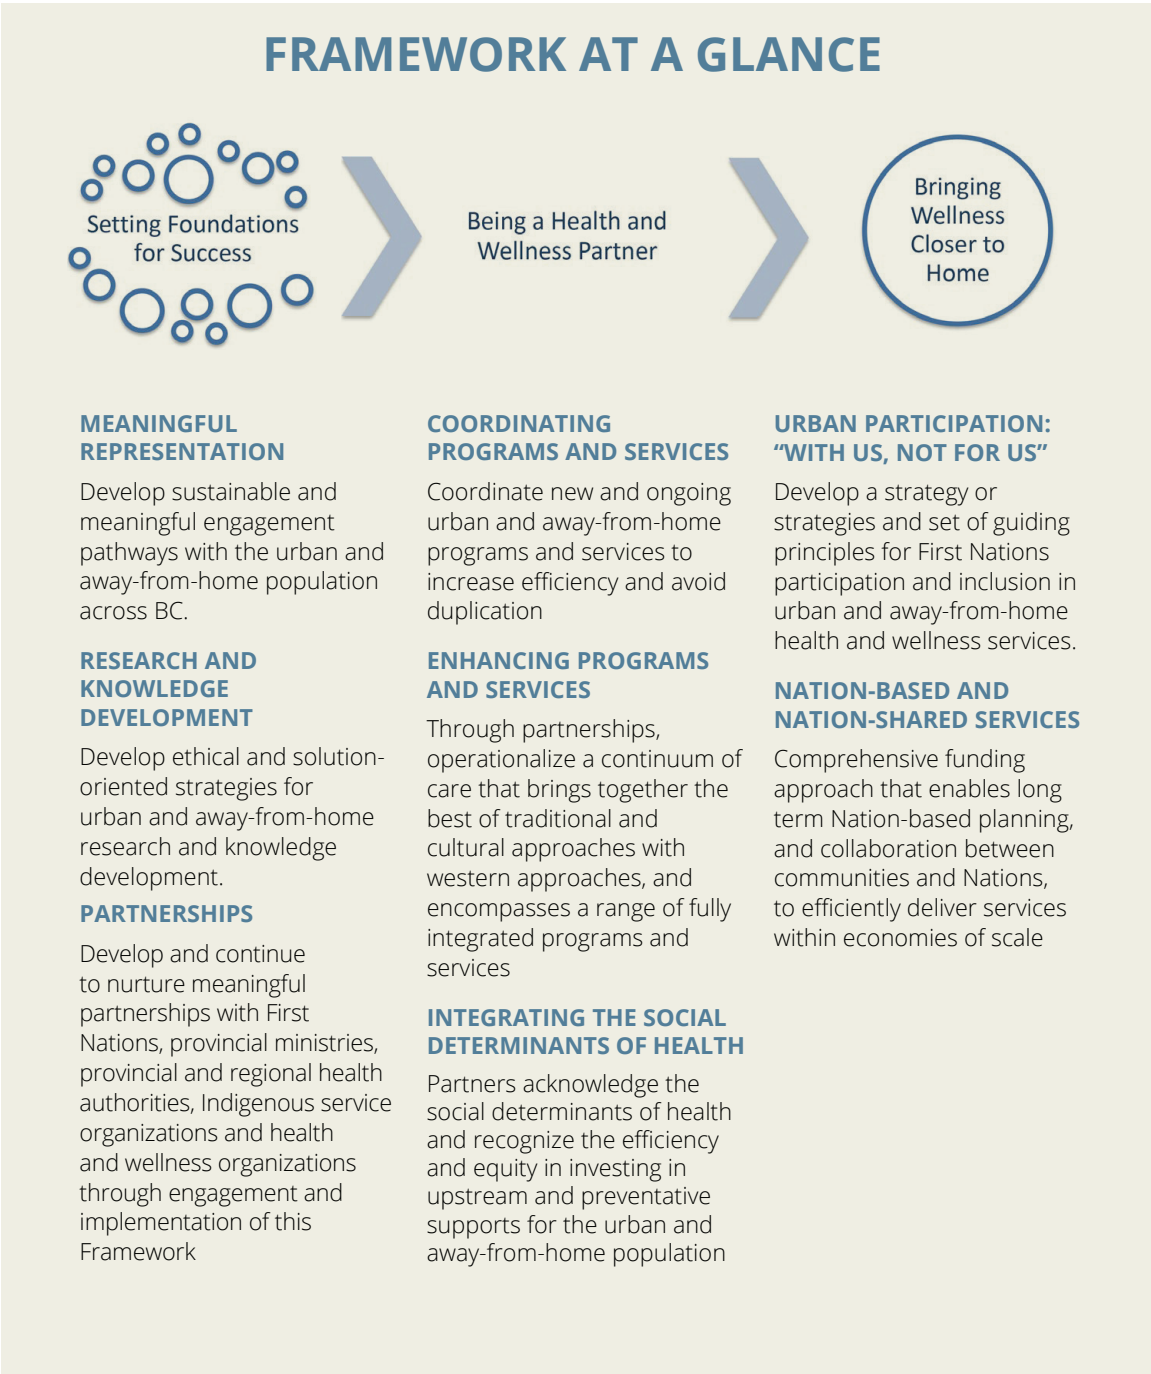 FRAMEWORK AT A GLANCE
Setting Foundations
for Success
Being a Health and
Wellness Partner
Bringing
Wellness
Closer to
Home
MEANINGFUL
REPRESENTATION
Develop sustainable and
meaningful engagement
pathways with the urban and
away-from-home population
across BC.
RESEARCH AND
KNOWLEDGE
DEVELOPMENT
Develop ethical and solution-
oriented strategies for
urban and away-from-home
research and knowledge
development.
PARTNERSHIPS
Develop and continue
to nurture meaningful
partnerships with First
Nations, provincial ministries,
provincial and regional health
authorities, Indigenous service
organizations and health
and wellness organizations
through engagement and
implementation of this
Framework
COORDINATING
PROGRAMS AND SERVICES
Coordinate new and ongoing
urban and away-from-home
programs and services to
increase efficiency and avoid
duplication
ENHANCING PROGRAMS
AND SERVICES
Through partnerships,
operationalize a continuum of
care that brings together the
best of traditional and
cultural approaches with
western approaches, and
encompasses a range of fully
integrated programs and
services
INTEGRATING THE SOCIAL
DETERMINANTS OF HEALTH
Partners acknowledge the
social determinants of health
and recognize the efficiency
and equity in investing in
upstream and preventative
supports for the urban and
away-from-home population
URBAN PARTICIPATION:
“WITH US, NOT FOR US”
Develop a strategy or
strategies and set of guiding
principles for First Nations
participation and inclusion in
urban and away-from-home
health and wellness services.
NATION-BASED AND
NATION-SHARED SERVICES
Comprehensive funding
approach that enables long
term Nation-based planning,
and collaboration between
communities and Nations,
to efficiently deliver services
within economies of scale